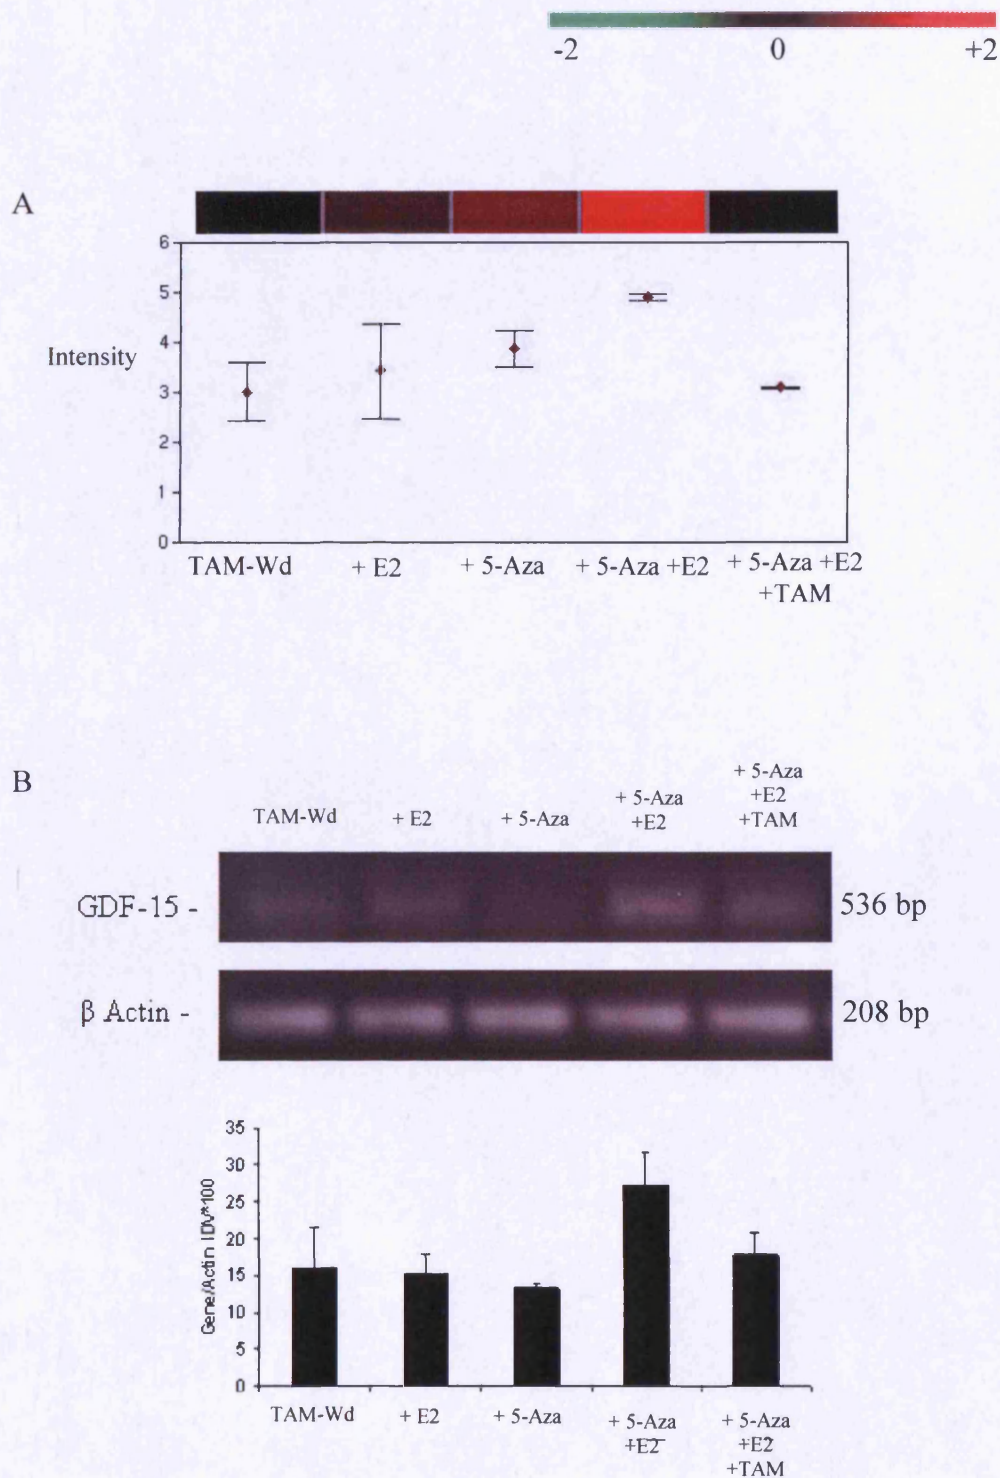 -2 0 +2
A
6
5
4
3
2
1
0
Intensity
TAM-Wd + E2 + 5-Aza + 5-Aza +E2 + 5-Aza +E2
+TAM
B
TAM-Wd + E2 + 5-Aza + 5-Aza
+E2 + 5-Aza
+E2
+TAM
GDF-15 - 536 bp
β Actin - 208 bp
35
30
25
20
15
10
5
0
Gene/Actin IDV*100
TAM-Wd + E2 + 5-Aza + 5-Aza
+E2 + 5-Aza
+E2
+TAM